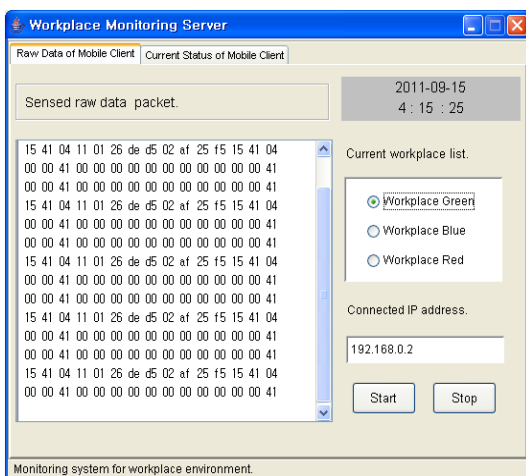 Workplace Monitoring Server
Raw Data of Mobile Client
Current Status of Mobile Client
Sensed raw data packet.
2011-09-15
4 : 15 : 25
15 41 04 11 01 26 de d5 02 af 25 f5 15 41 04
00 00 41 00 00 00 00 00 00 00 00 00 00 00 41
00 00 41 00 00 00 00 00 00 00 00 00 00 00 41
15 41 04 11 01 26 de d5 02 af 25 f5 15 41 04
00 00 41 00 00 00 00 00 00 00 00 00 00 00 41
00 00 41 00 00 00 00 00 00 00 00 00 00 00 41
15 41 04 11 01 26 de d5 02 af 25 f5 15 41 04
00 00 41 00 00 00 00 00 00 00 00 00 00 00 41
00 00 41 00 00 00 00 00 00 00 00 00 00 00 41
15 41 04 11 01 26 de d5 02 af 25 f5 15 41 04
00 00 41 00 00 00 00 00 00 00 00 00 00 00 41
00 00 41 00 00 00 00 00 00 00 00 00 00 00 41
15 41 04 11 01 26 de d5 02 af 25 f5 15 41 04
00 00 41 00 00 00 00 00 00 00 00 00 00 00 41
Current workplace list.
Workplace Green
Workplace Blue
Workplace Red
Connected IP address.
192.168.0.2
Start
Stop
Monitoring system for workplace environment.